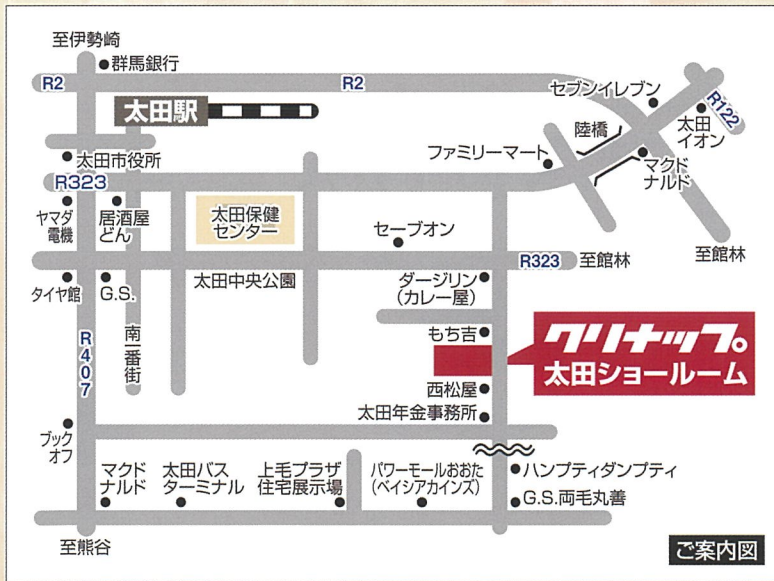 至伊勢崎
群馬銀行
R2
R2
太田駅
セブンイレブン
R122
太田
イオン
陸橋
太田市役所
ファミリーマート
マクド
ナルド
R323
ヤマダ
電機
居酒屋
どん
太田保健
センター
セーブオン
R323
至館林
至館林
タイヤ館
G.S.
太田中央公園
ダージリン
(カレー屋)
R407
南一番街
もち吉
クリナップ。
太田ショールーム
西松屋
太田年金事務所
ブック
オフ
マクド
ナルド
太田バス
ターミナル
上毛プラザ
住宅展示場
パワーモールおおた
(ベイシアカインズ)
ハンプティダンプティ
G.S.両毛丸善
至熊谷
ご案内図